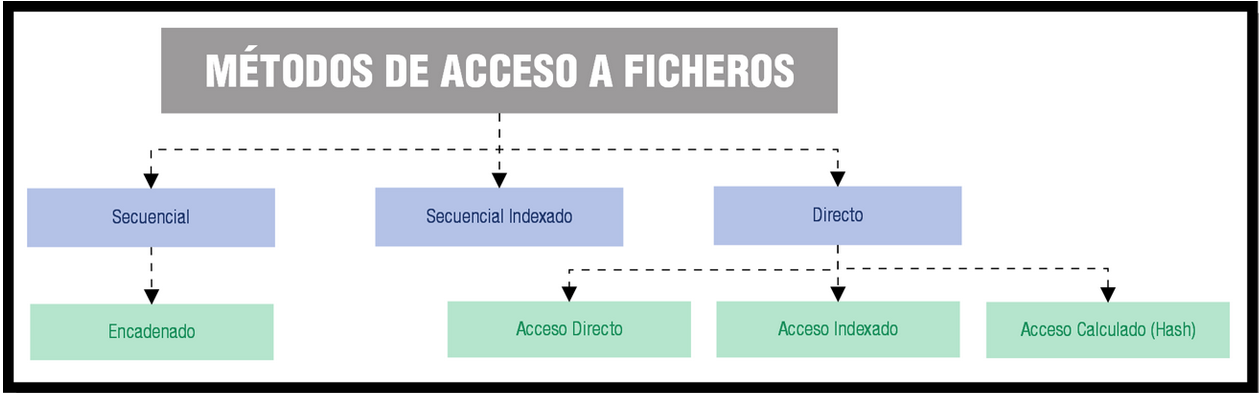 MÉTODOS DE ACCESO A FICHEROS
Secuencial
Secuencial Indexado
Directo
Encadenado
Acceso Directo
Acceso Indexado
Acceso Calculado (Hash)